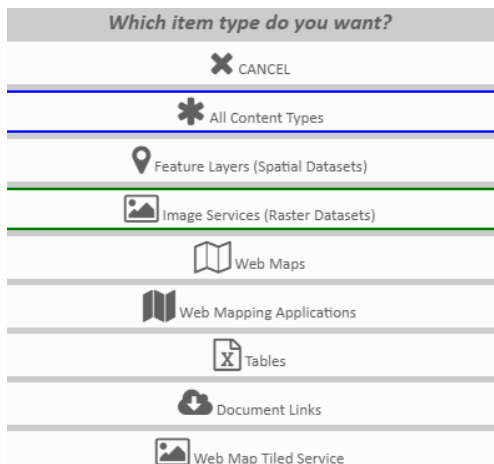 Which item type do you want?
CANCEL
All Content Types
Feature Layers (Spatial Datasets)
Image Services (Raster Datasets)
Web Maps
Web Mapping Applications
X Tables
Document Links
Web Map Tiled Service